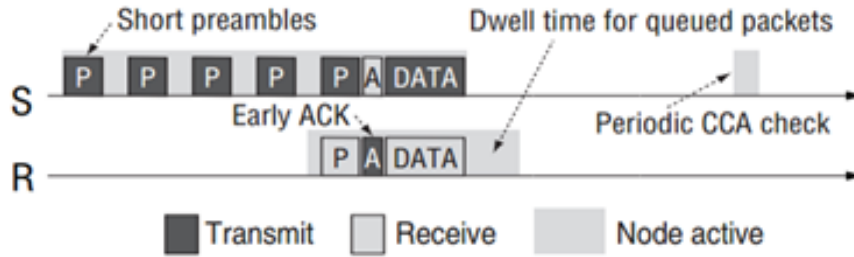 Short preambles
Dwell time for queued packets
P P P P P A DATA
S
Early ACK
Periodic CCA check
P A DATA
R
Transmit Receive Node active